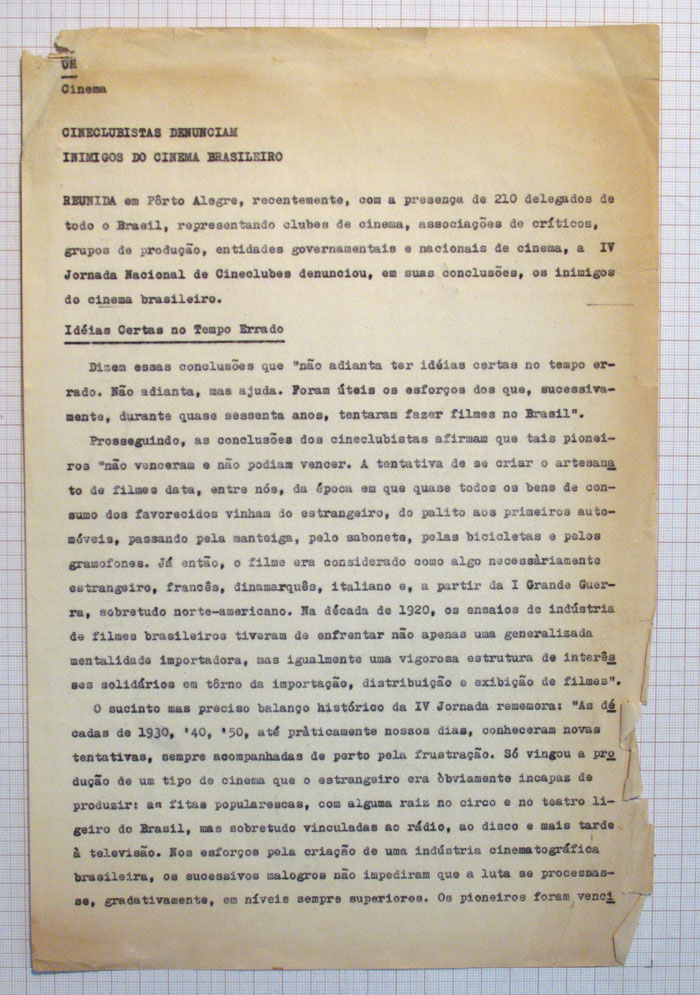 UH
Cinema
CINECLUBISTAS DENUNCIAM
INIMIGOS DO CINEMA BRASILEIRO
REUNIDA em Pôrto Alegre, recentemente, com a presença de 210 delegados de
todo o Brasil, representando clubes de cinema, associações de críticos,
grupos de produção, entidades governamentais e nacionais de cinema, a IV
Jornada Nacional de Cineclubes denunciou, em suas conclusões, os inimigos
do cinema brasileiro.
Idéias Certas no Tempo Errado
Dizem essas conclusões que "não adianta ter idéias certas no tempo er-
rado. Não adianta, mas ajuda. Foram úteis os esforços dos que, sucessiva-
mente, durante quase sessenta anos, tentaram fazer filmes no Brasil".
Prosseguindo, as conclusões dos cineclubistas afirmam que tais pionei-
ros "não venceram e não podiam vencer. A tentativa de se criar o artesana
to de filmes data, entre nós, da época em que quase todos os bens de con-
sumo dos favorecidos vinham do estrangeiro, do palito aos primeiros auto-
móveis, passando pela manteiga, pelo sabonete, pelas bicicletas e pelos
gramofones. Já então, o filme era considerado como algo necessàriamente
estrangeiro, francês, dinamarquês, italiano e, a partir da I Grande Guer-
ra, sobretudo norte-americano. Na década de 1920, os ensaios de indústria
de filmes brasileiros tiveram de enfrentar não apenas uma generalizada
mentalidade importadora, mas igualmente uma vigorosa estrutura de interês
ses solidários em tôrno da importação, distribuição e exibição de filmes".
O sucinto mas preciso balanço histórico da IV Jornada rememora: "As dé
cadas de 1930, '40, '50, até pràticamente nossos dias, conheceram novas
tentativas, sempre acompanhadas de perto pela frustração. Só vingou a pro
dução de um tipo de cinema que o estrangeiro era òbviamente incapaz de
produzir: as fitas popularescas, com alguma raiz no circo e no teatro li-
geiro do Brasil, mas sobretudo vinculadas ao rádio, ao disco e mais tarde
à televisão. Nos esforços pela criação de uma indústria cinematográfica
brasileira, os sucessivos malogros não impediram que a luta se processas-
se, gradativamente, em níveis sempre superiores. Os pioneiros foram venci